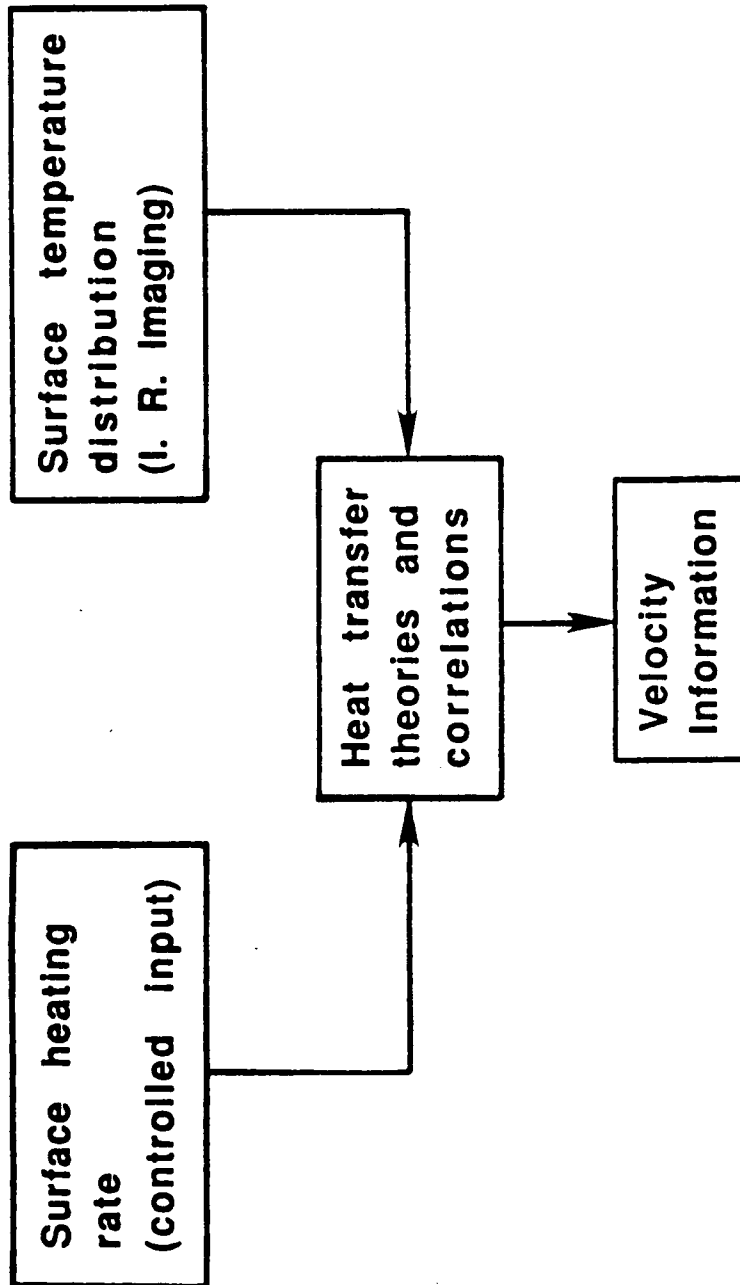 Surface heating
rate
(controlled input)
Surface temperature
distribution
(I. R. Imaging)
Heat transfer
theories and
correlations
Velocity
Information